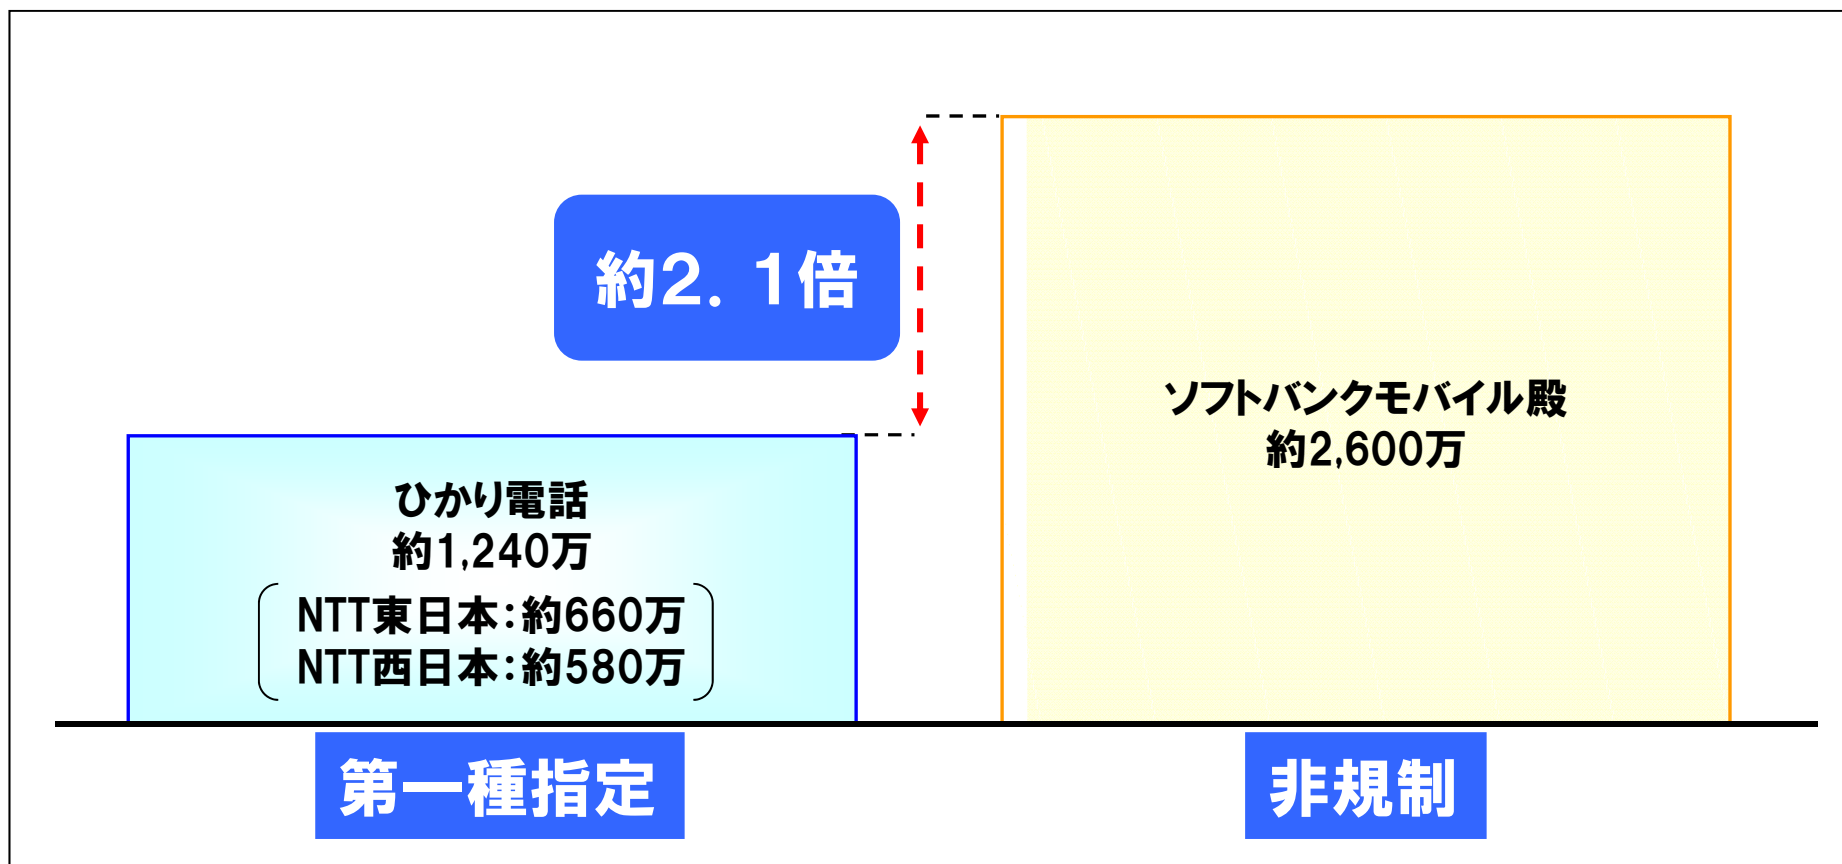 約２．１倍
ソフトバンクモバイル殿
約2,600万
ひかり電話
約1,240万
NTT東日本：約660万
NTT西日本：約580万
第一種指定
非規制